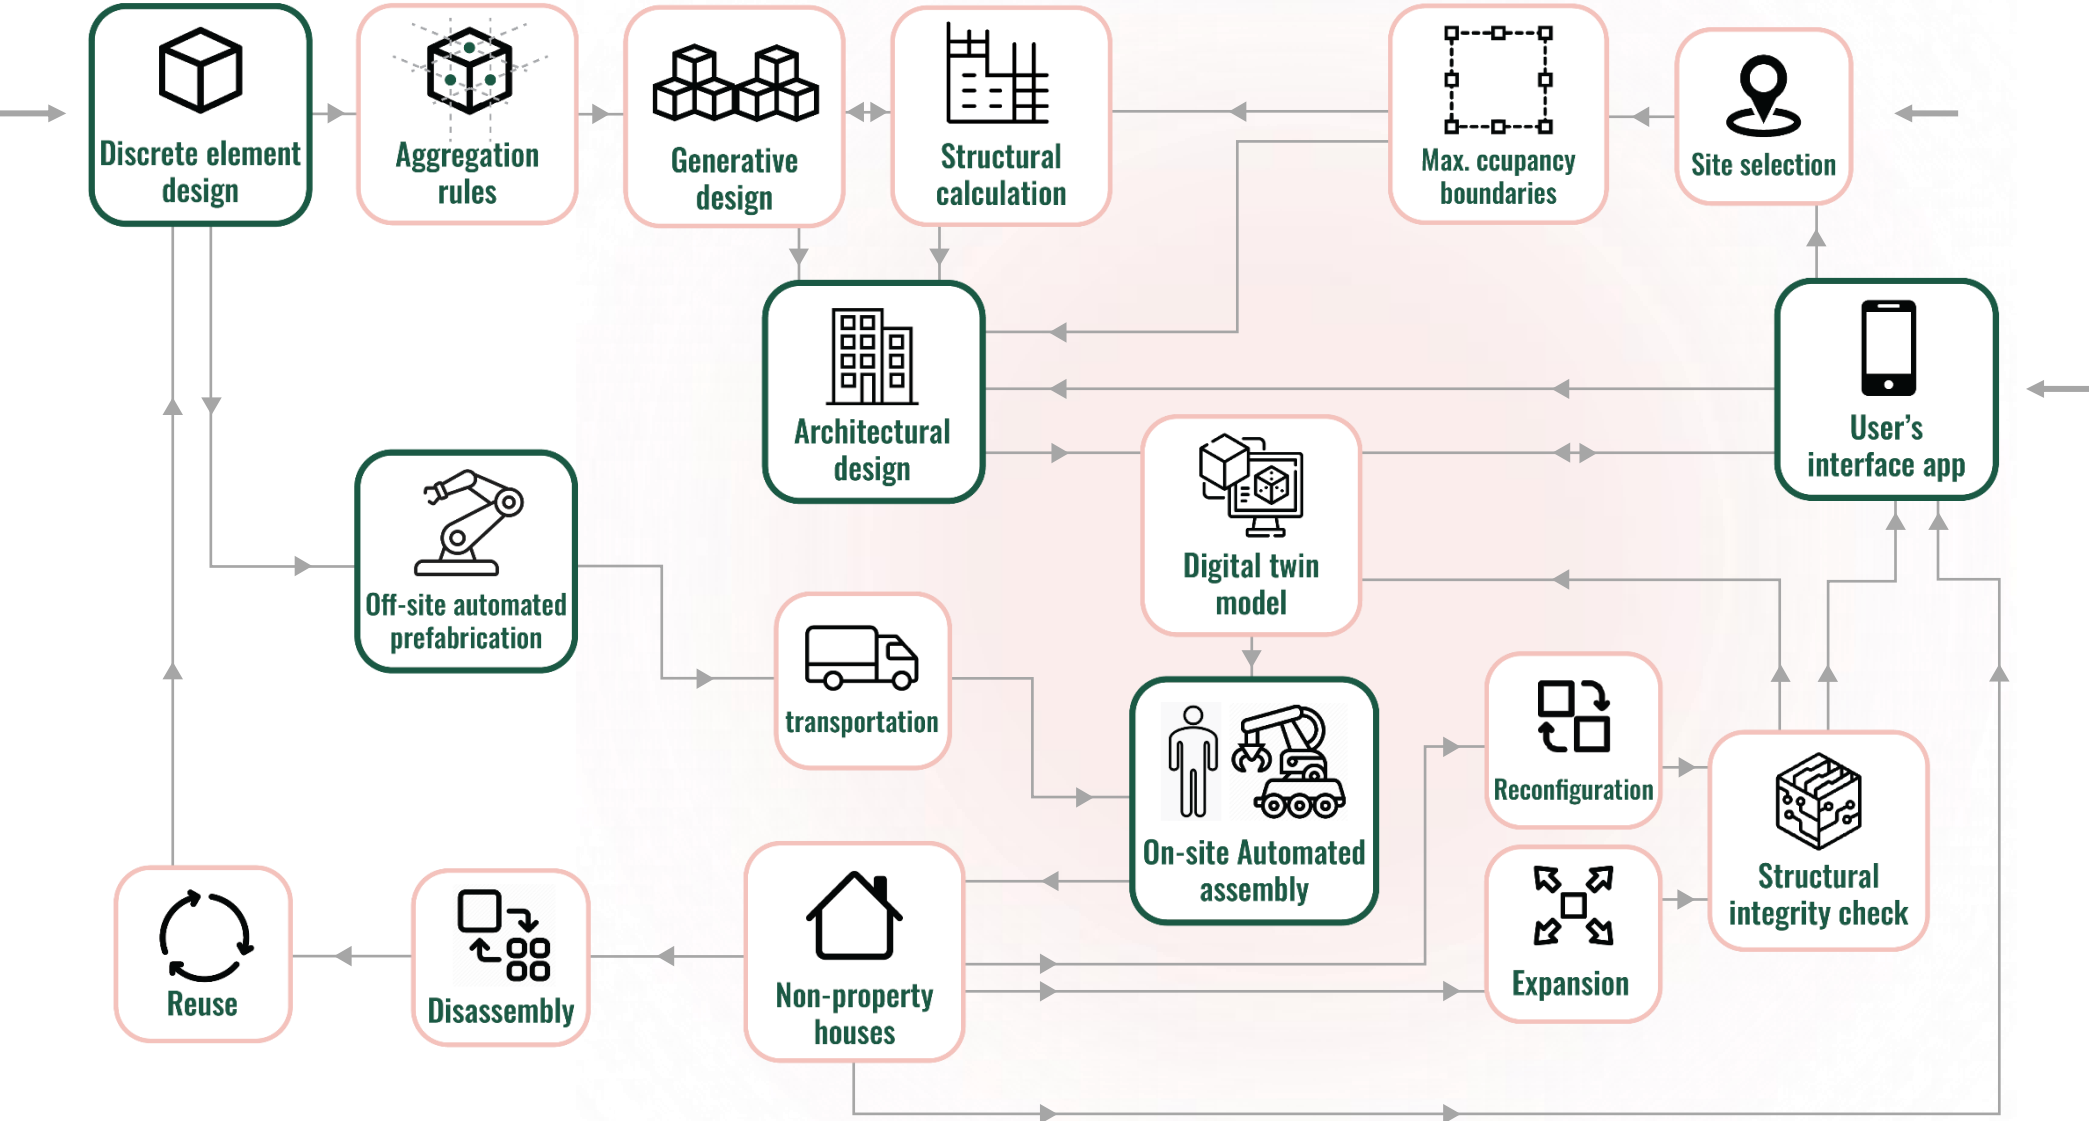 Discrete element
design
Aggregation
rules
Generative
design
Structural
calculation
Max. ccupancy
boundaries
Site selection
Architectural
design
User's
interface app
Off-site automated
prefabrication
Digital twin
model
transportation
On-site Automated
assembly
Reconfiguration
Structural
integrity check
Expansion
Non-property
houses
Disassembly
Reuse